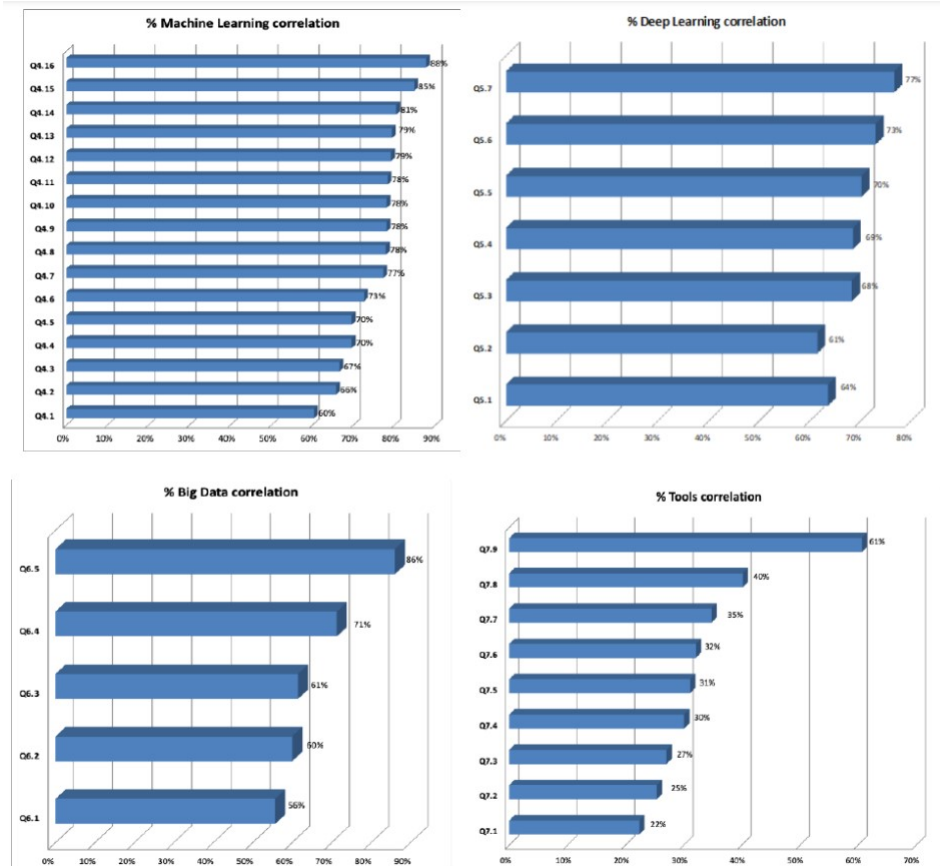 % Machine Learning correlation
Q4.16 88%
Q4.15 85%
Q4.14 81%
Q4.13 79%
Q4.12 79%
Q4.11 78%
Q4.10 78%
Q4.9 78%
Q4.8 78%
Q4.7 77%
Q4.6 73%
Q4.5 70%
Q4.4 70%
Q4.3 67%
Q4.2 66%
Q4.1 60%
0% 10% 20% 30% 40% 50% 60% 70% 80% 90%
% Deep Learning correlation
Q5.7 77%
Q5.6 73%
Q5.5 70%
Q5.4 69%
Q5.3 68%
Q5.2 61%
Q5.1 64%
0% 10% 20% 30% 40% 50% 60% 70% 80%
% Big Data correlation
Q6.5 86%
Q6.4 71%
Q6.3 61%
Q6.2 60%
Q6.1 56%
0% 10% 20% 30% 40% 50% 60% 70% 80% 90%
% Tools correlation
Q7.9 61%
Q7.8 40%
Q7.7 35%
Q7.6 32%
Q7.5 31%
Q7.4 30%
Q7.3 27%
Q7.2 25%
Q7.1 22%
0% 10% 20% 30% 40% 50% 60% 70%